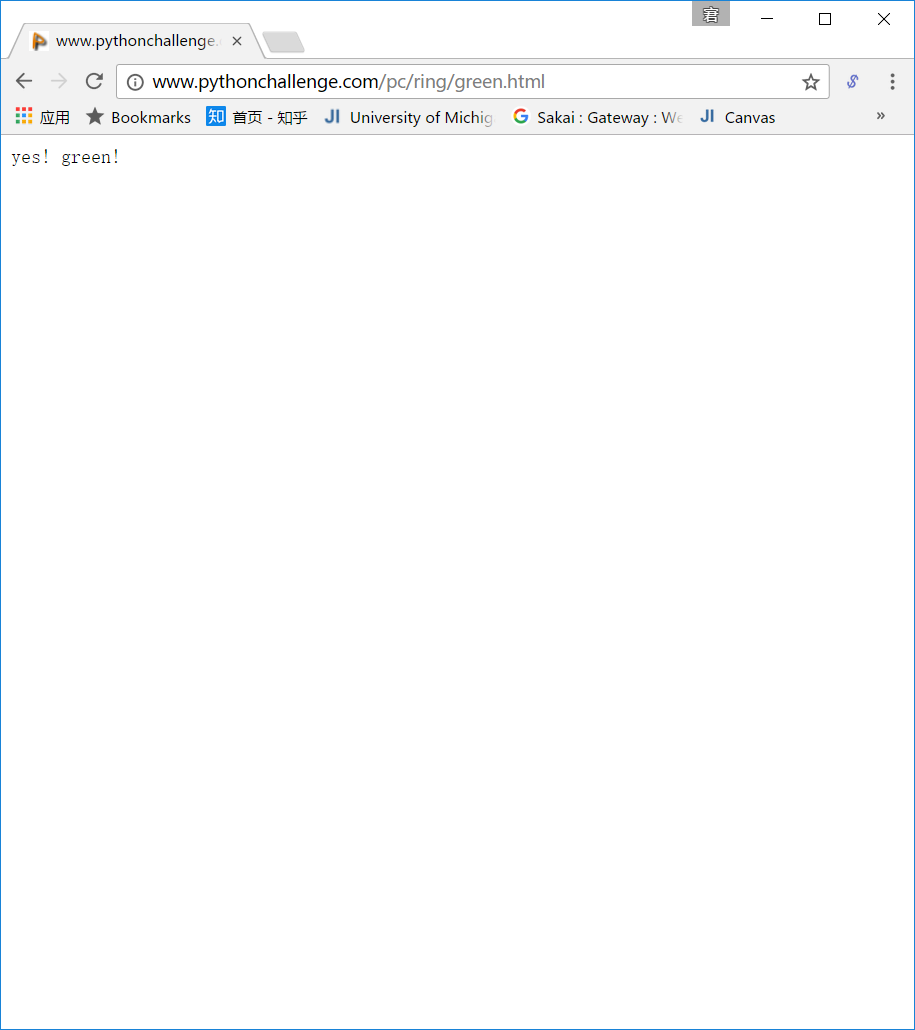 www.pythonchallenge.
www.pythonchallenge.com/pc/ring/green.html
应用 Bookmarks 知 首页 - 知乎 JI University of Michig G Sakai : Gateway : We JI Canvas »
yes! green!